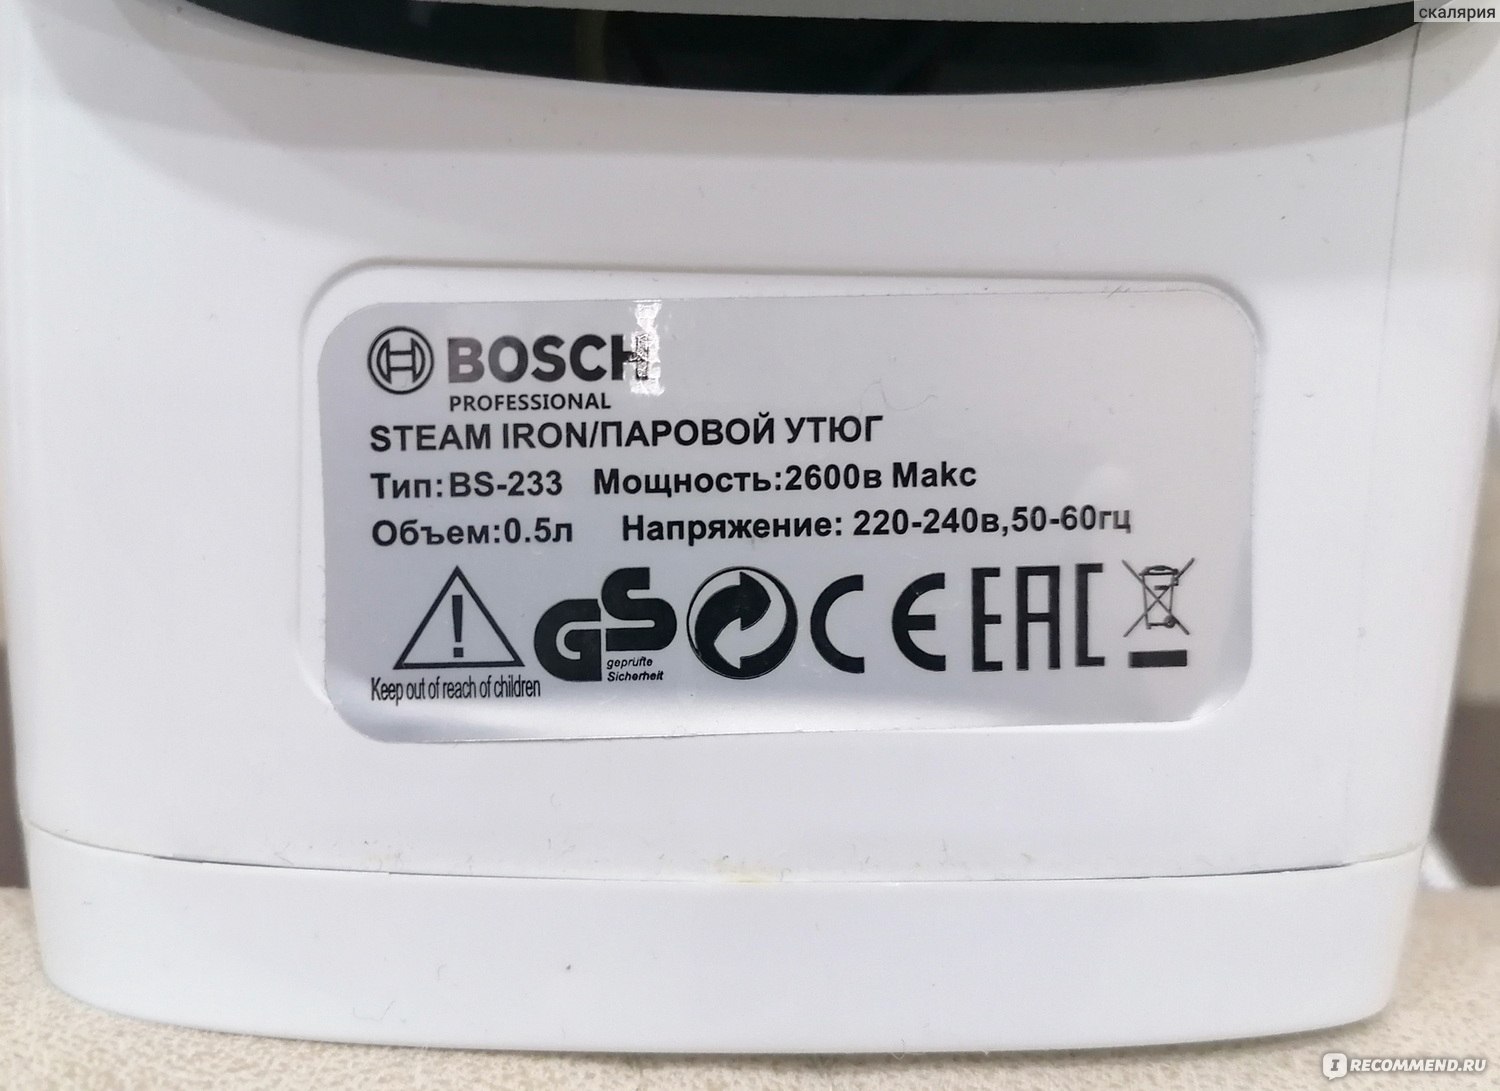 скалярия
BOSCH
PROFESSIONAL
STEAM IRON/ПАРОВОЙ УТЮГ
Тип:BS-233 Мощность:2600в Макс
Объем:0.5л Напряжение: 220-240в,50-60гц
GS
geprüfte
Sicherheit
CE EAC
Keep out of reach of children
I RECOMMEND.RU